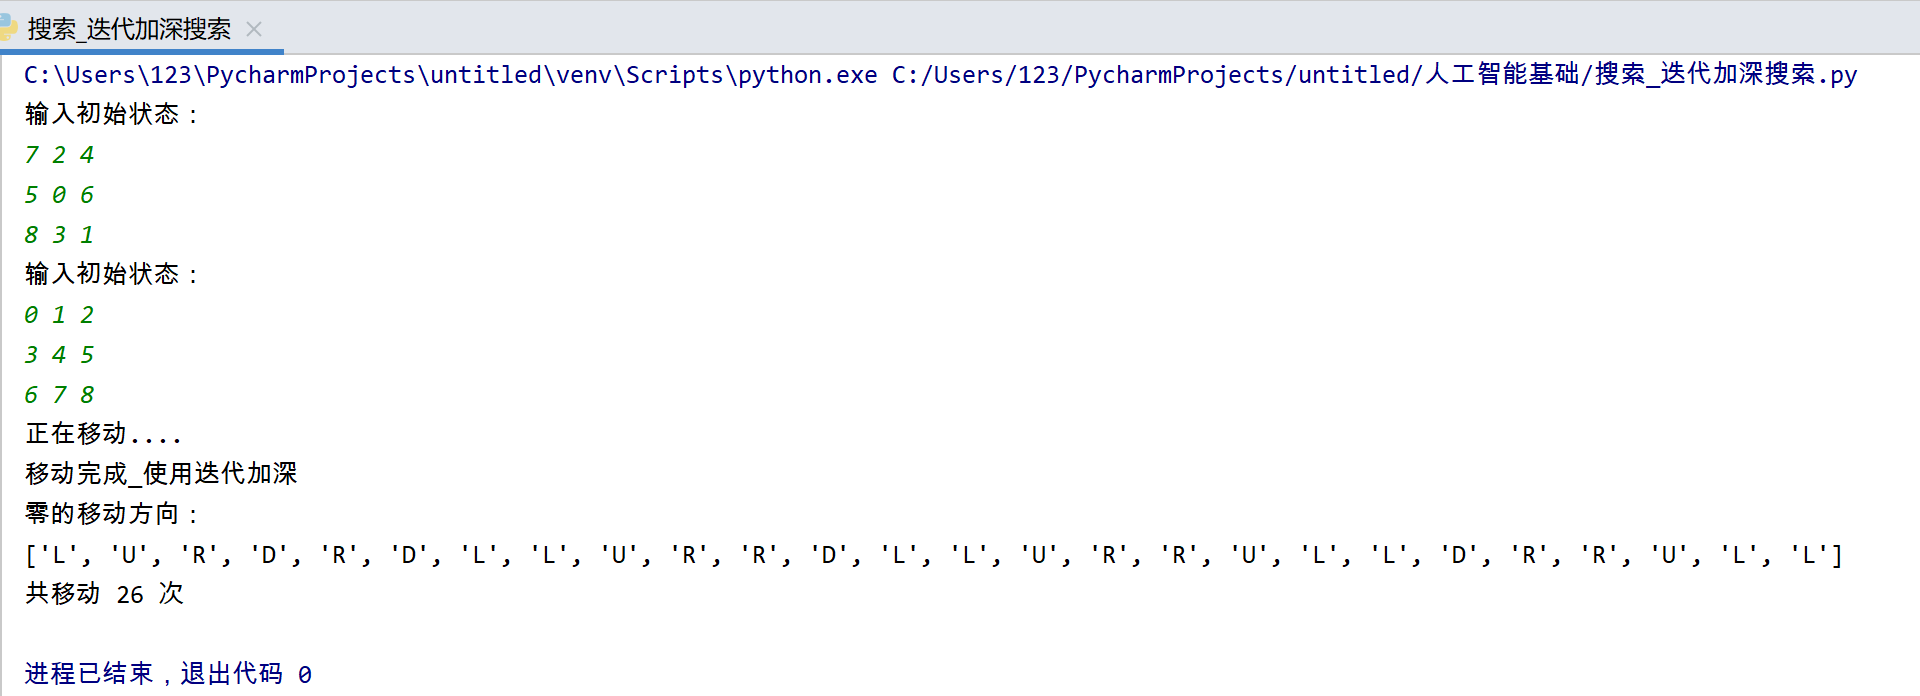 搜索_迭代加深搜索
C:\Users\123\PycharmProjects\untitled\venv\Scripts\python.exe C:/Users/123/PycharmProjects/untitled/人工智能基础/搜索_迭代加深搜索.py
输入初始状态：
7 2 4
5 0 6
8 3 1
输入初始状态：
0 1 2
3 4 5
6 7 8
正在移动....
移动完成_使用迭代加深
零的移动方向：
['L', 'U', 'R', 'D', 'R', 'D', 'L', 'L', 'U', 'R', 'R', 'D', 'L', 'L', 'U', 'R', 'R', 'U', 'L', 'L', 'D', 'R', 'R', 'U', 'L', 'L']
共移动 26 次
进程已结束，退出代码 0